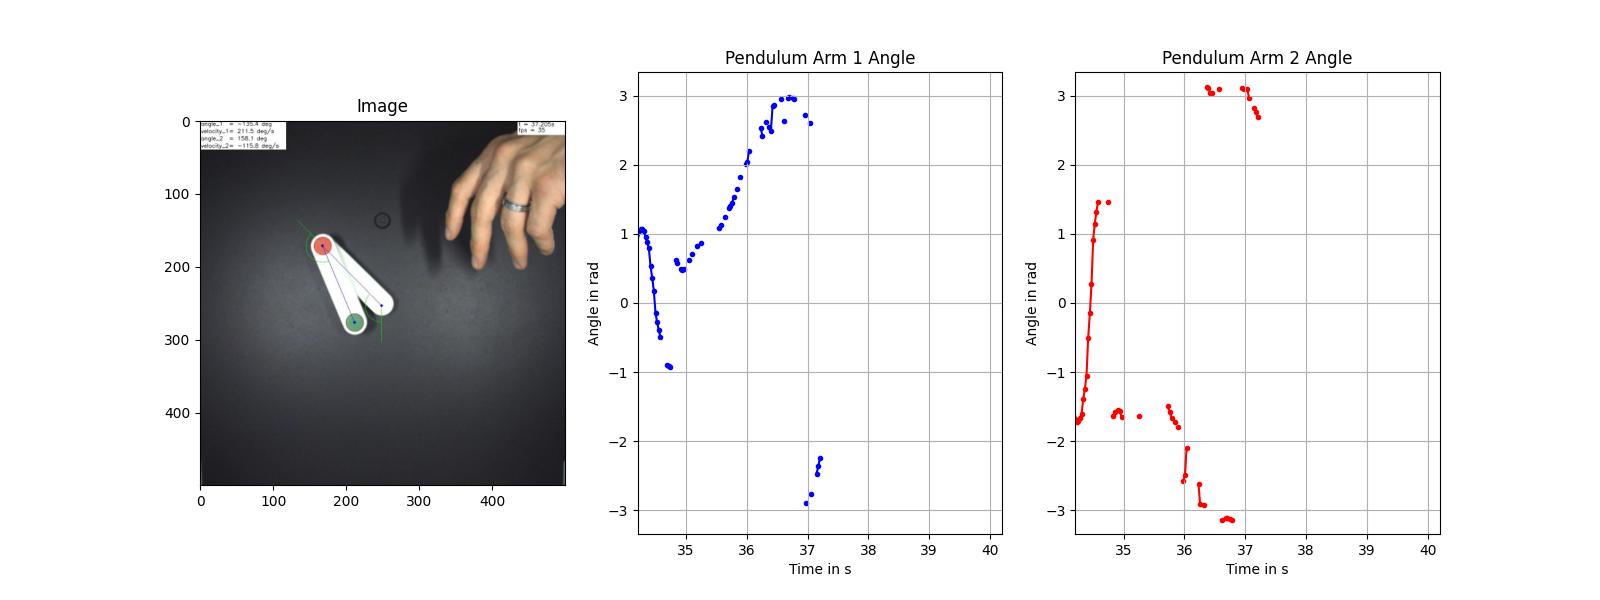 Image
angle_1 = -135.4 deg
velocity_1= 211.5 deg/s
angle_2 = 158.1 deg
velocity_2= -115.8 deg/s
t = 37.205s
fps = 35
0
100
200
300
400
0 100 200 300 400
Pendulum Arm 1 Angle
Angle in rad
3
2
1
0
−1
−2
−3
35 36 37 38 39 40
Time in s
Pendulum Arm 2 Angle
Angle in rad
3
2
1
0
−1
−2
−3
35 36 37 38 39 40
Time in s